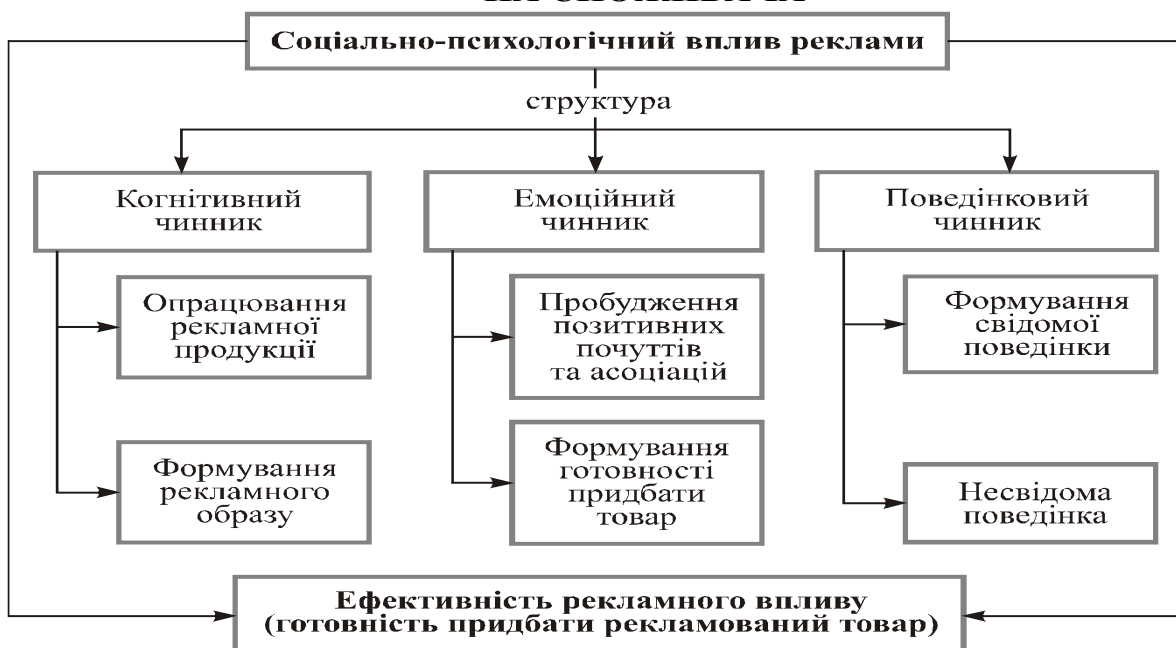 Соціально-психологічний вплив реклами
структура
Когнітивний
чинник
Опрацювання
рекламної
продукції
Формування
рекламного
образу
Емоційний
чинник
Пробудження
позитивних
почуттів
та асоціацій
Формування
готовності
придбати
товар
Поведінковий
чинник
Формування
свідомої
поведінки
Несвідома
поведінка
Ефективність рекламного впливу
(готовність придбати рекламований товар)